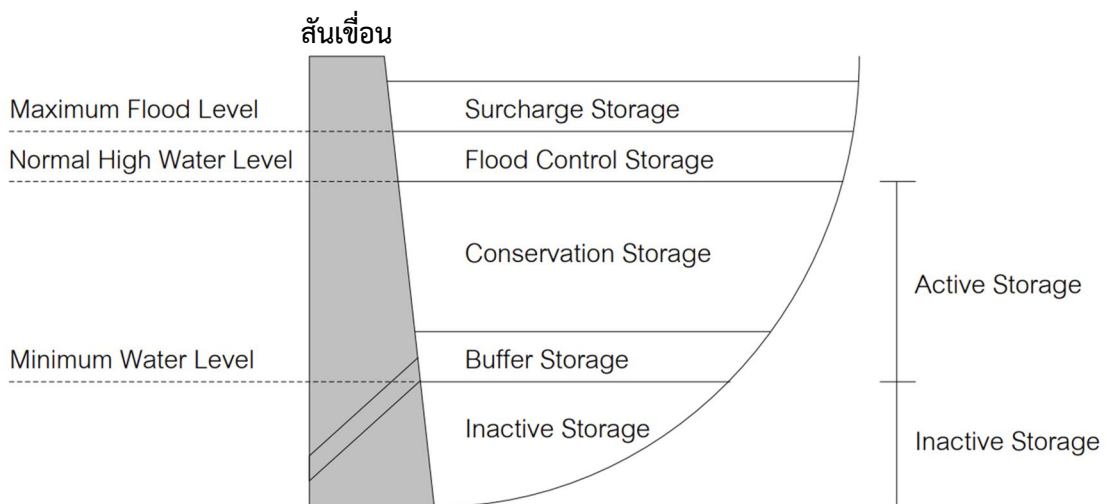 สันเขื่อน
Maximum Flood Level
Surcharge Storage
Normal High Water Level
Flood Control Storage
Conservation Storage
Active Storage
Minimum Water Level
Buffer Storage
Inactive Storage
Inactive Storage